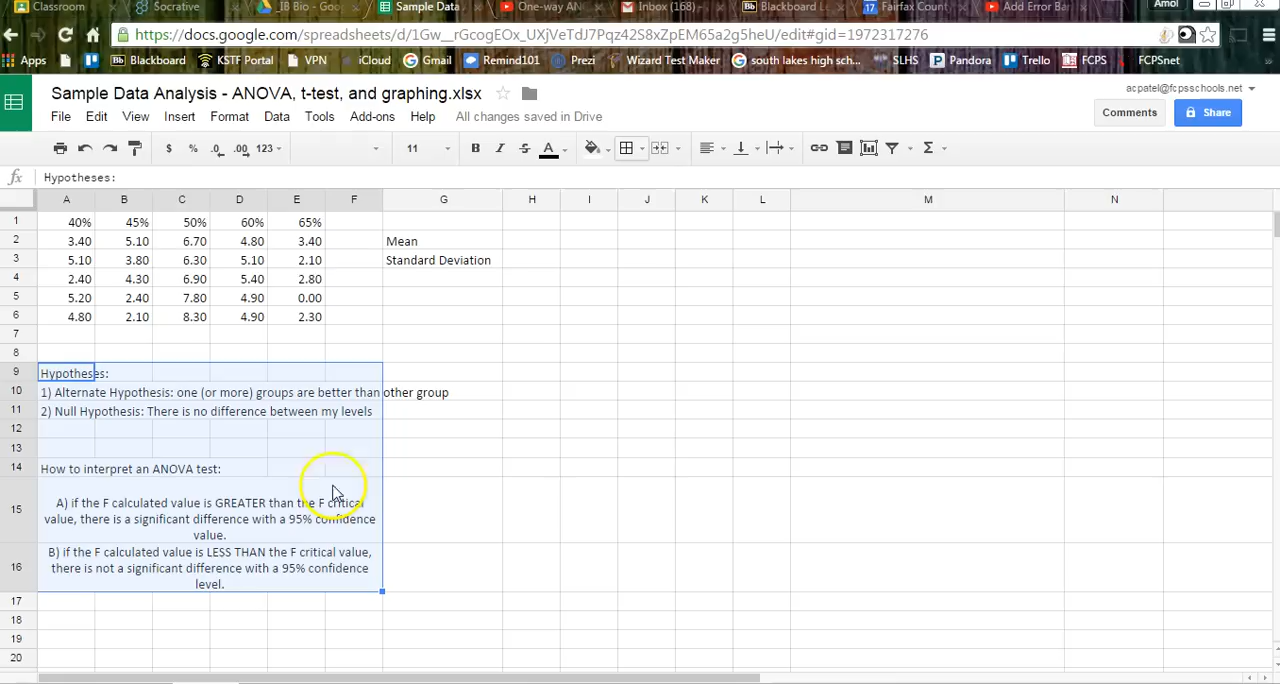 Classroom Socrative _IB Bio - Goo Sample Data One-way AN Inbox (168) - Blackboard L Fairfax Count Add Error Bar Amol
https://docs.google.com/spreadsheets/d/1Gw__rGcogEOx_UXjVeTdJ7Pqz42S8xZpEM65a2g5heU/edit#gid=1972317276
Apps Bb Blackboard KSTF Portal VPN iCloud Gmail Remind101 Prezi Wizard Test Maker south lakes high sch... SLHS Pandora Trello FCPS FCPSnet »
Sample Data Analysis - ANOVA, t-test, and graphing.xlsx
acpatel@fcpsschools.net
Comments Share
File Edit View Insert Format Data Tools Add-ons Help All changes saved in Drive
$ % .0 .00 123 11 B I S A Σ
fx Hypotheses:
A B C D E F G H I J K L M N
1 40% 45% 50% 60% 65%
2 3.40 5.10 6.70 4.80 3.40 Mean
3 5.10 3.80 6.30 5.10 2.10 Standard Deviation
4 2.40 4.30 6.90 5.40 2.80
5 5.20 2.40 7.80 4.90 0.00
6 4.80 2.10 8.30 4.90 2.30
7
8
9 Hypotheses:
10 1) Alternate Hypothesis: one (or more) groups are better than other group
11 2) Null Hypothesis: There is no difference between my levels
12
13
14 How to interpret an ANOVA test:
A) if the F calculated value is GREATER than the F critical
15 value, there is a significant difference with a 95% confidence
value.
B) if the F calculated value is LESS THAN the F critical value,
16 there is not a significant difference with a 95% confidence
level.
17
18
19
20